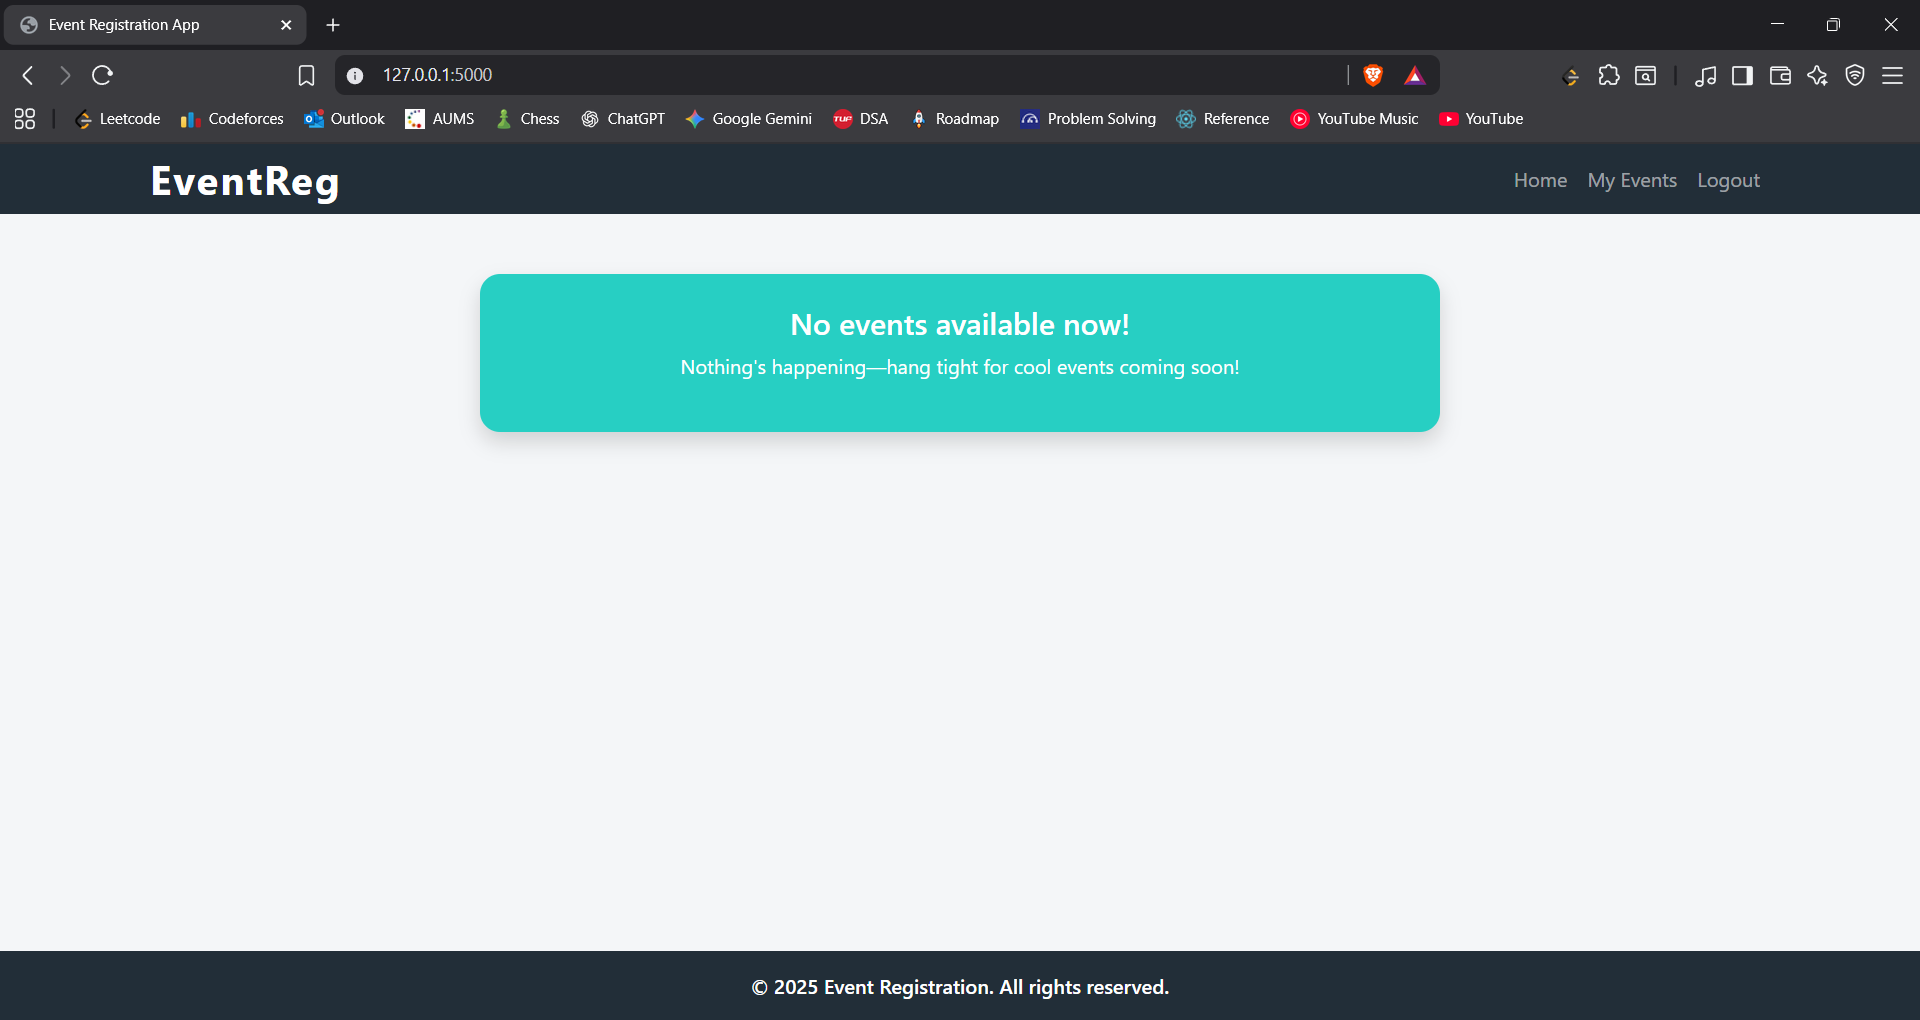 Event Registration App
127.0.0.1:5000
Leetcode Codeforces Outlook AUMS Chess ChatGPT Google Gemini TUF DSA Roadmap Problem Solving Reference YouTube Music YouTube
EventReg Home My Events Logout
No events available now!
Nothing's happening—hang tight for cool events coming soon!
© 2025 Event Registration. All rights reserved.